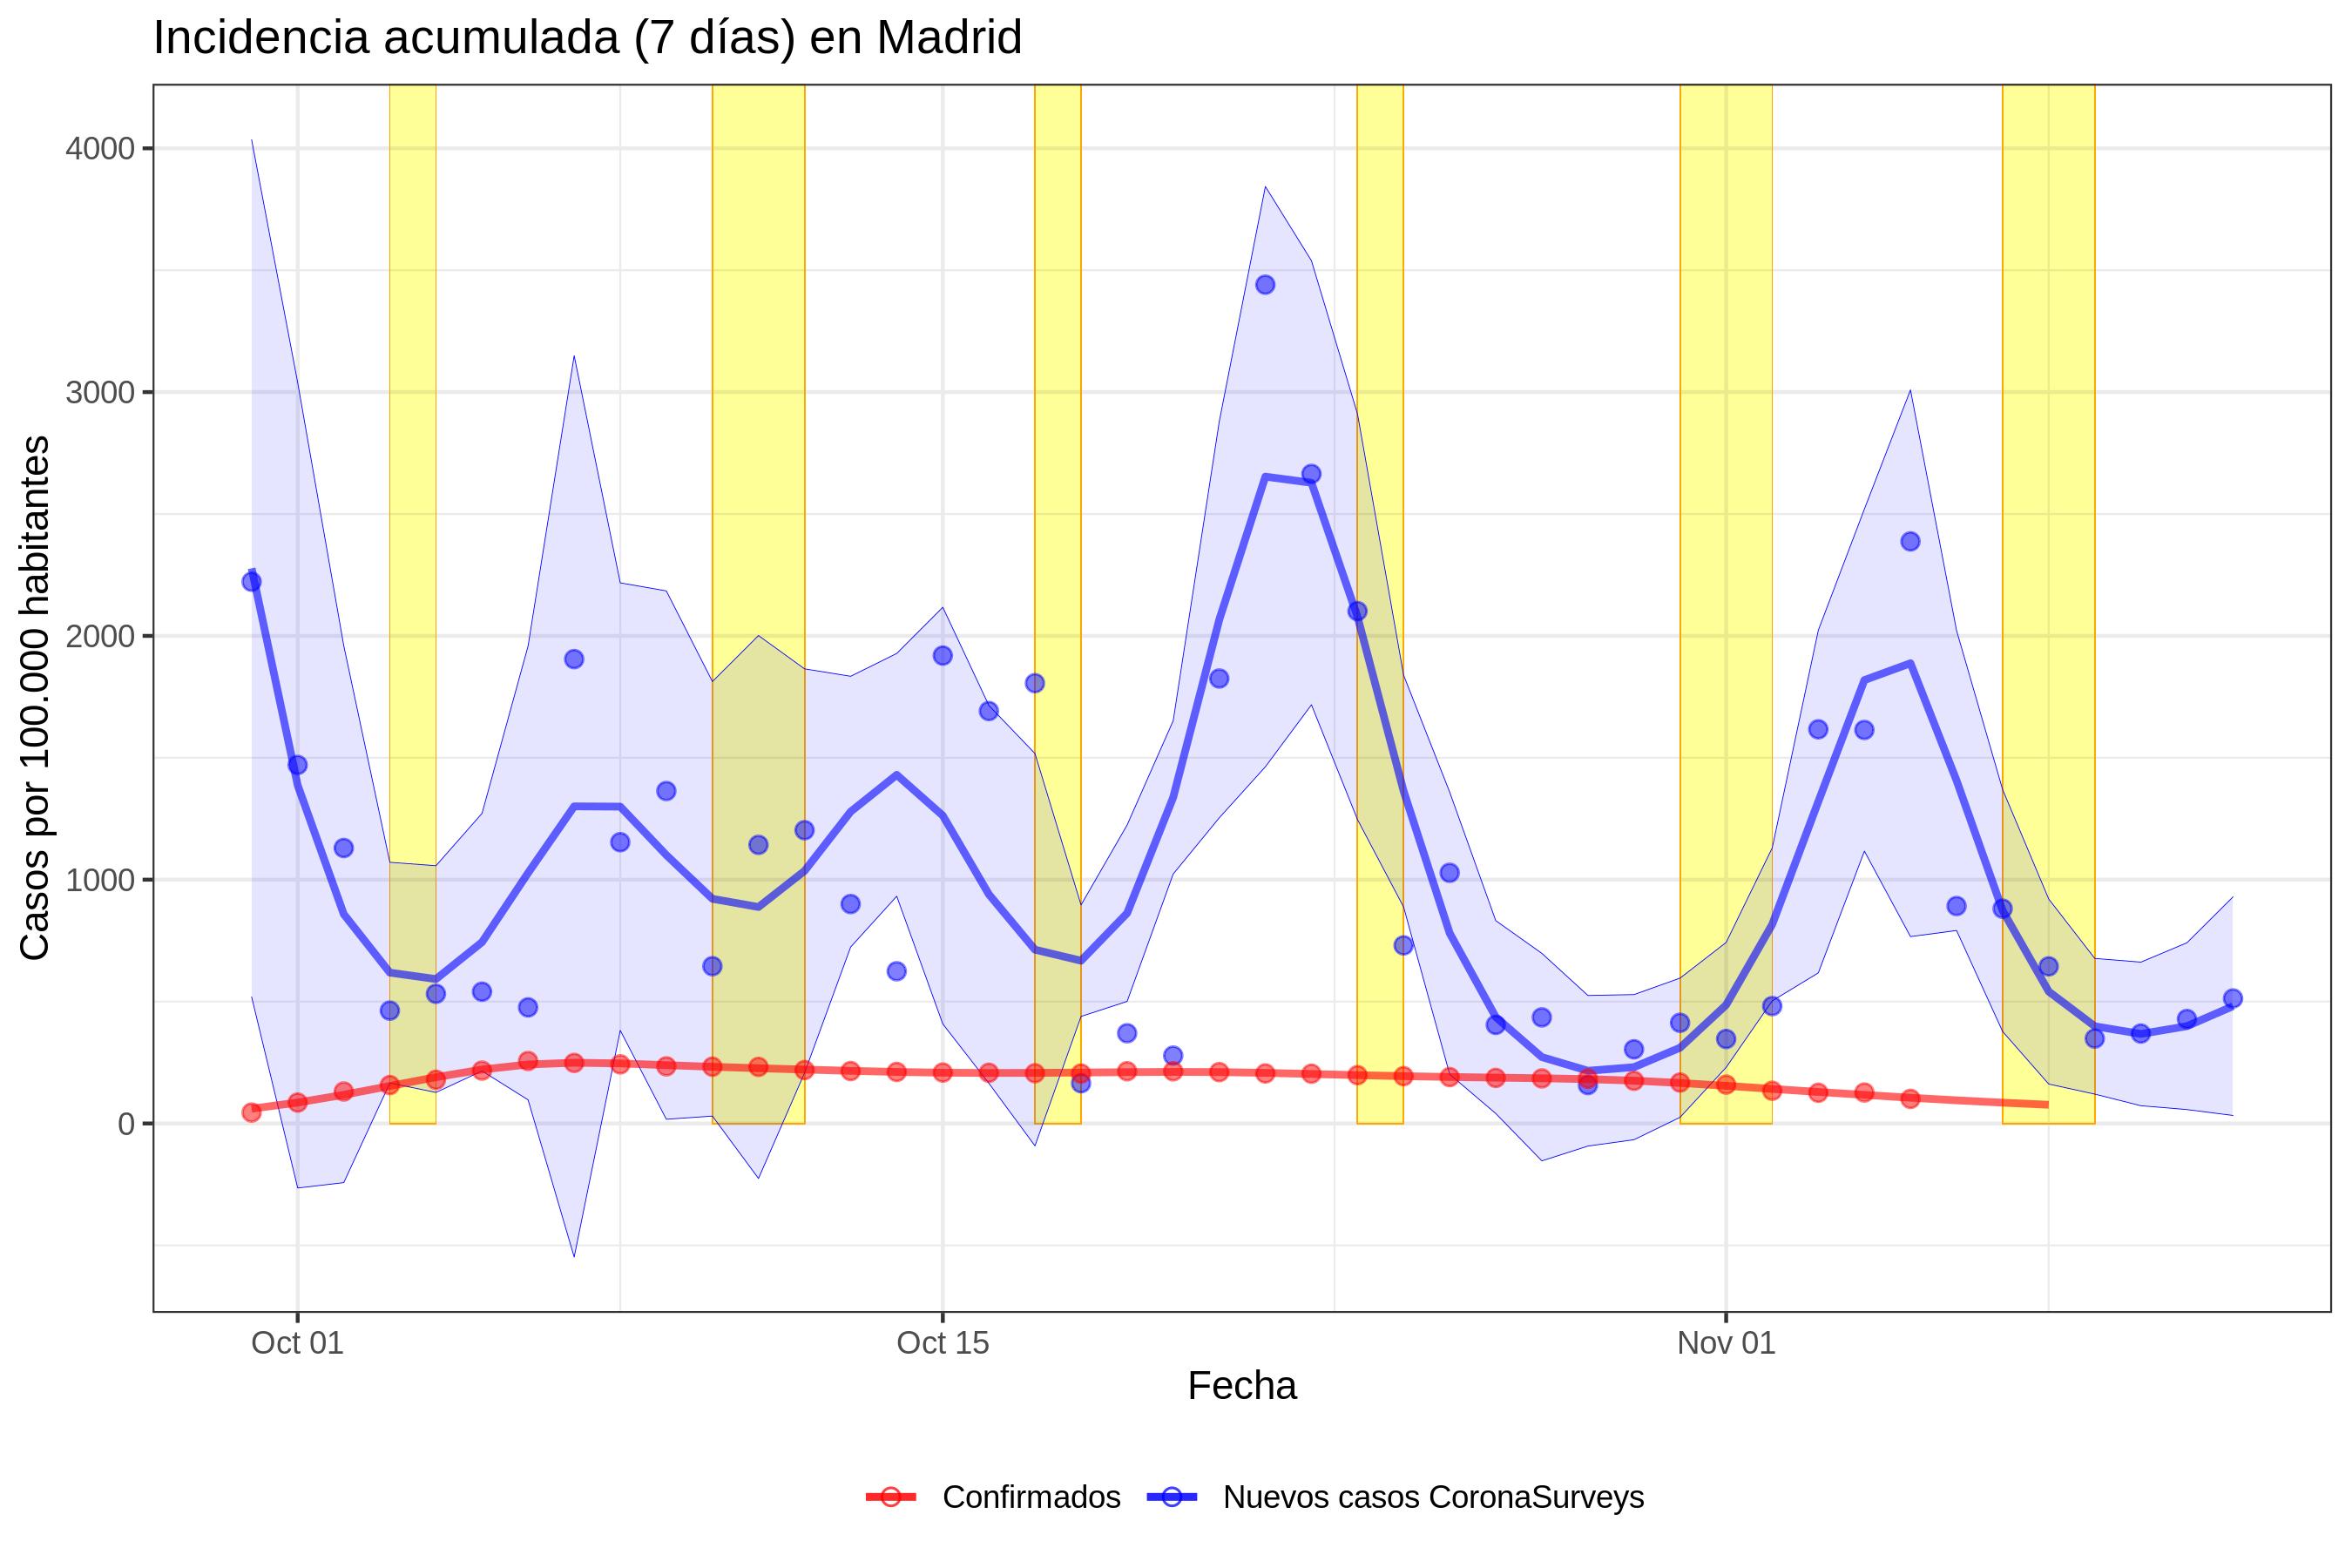 Incidencia acumulada (7 días) en Madrid
Casos por 100.000 habitantes
4000
3000
2000
1000
0
Oct 01
Oct 15
Nov 01
Fecha
Confirmados
Nuevos casos CoronaSurveys